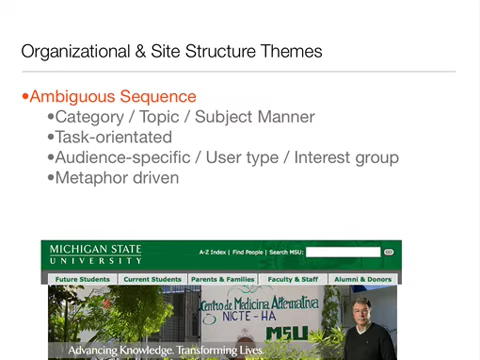 Organizational & Site Structure Themes
•Ambiguous Sequence
•Category / Topic / Subject Manner
•Task-orientated
•Audience-specific / User type / Interest group
•Metaphor driven
MICHIGAN STATE
UNIVERSITY
A-Z Index | Find People | Search MSU:
Future Students
Current Students
Parents & Families
Faculty & Staff
Alumni & Donors
Centro de Medicina Alternativa
NICTE-HA
MSU
Advancing Knowledge. Transforming Lives.